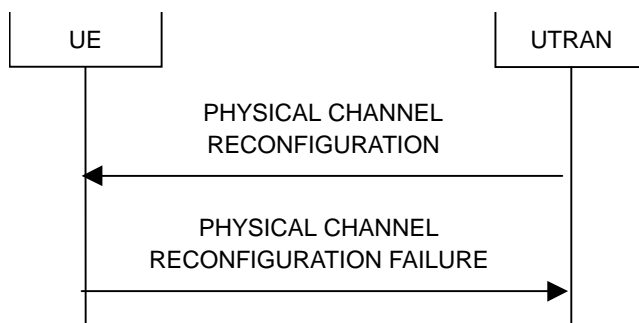 UE
UTRAN
PHYSICAL CHANNEL
RECONFIGURATION
PHYSICAL CHANNEL
RECONFIGURATION FAILURE